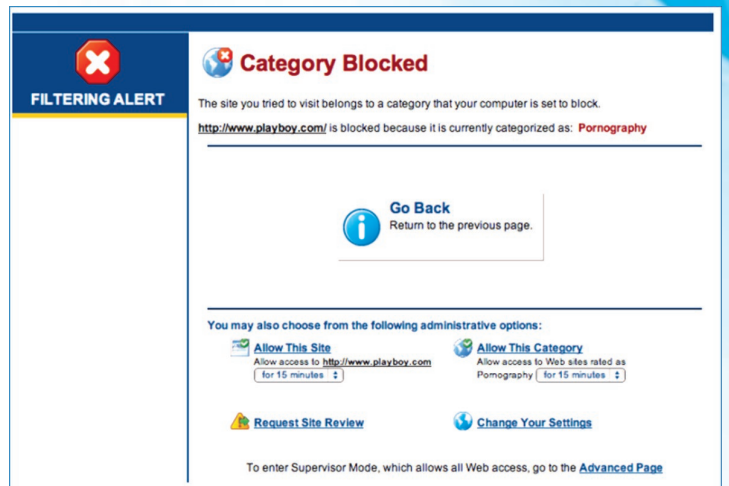 FILTERING ALERT
Category Blocked
The site you tried to visit belongs to a category that your computer is set to block.
http://www.playboy.com/ is blocked because it is currently categorized as: Pornography
Go Back
Return to the previous page.
You may also choose from the following administrative options:
Allow This Site
Allow access to http://www.playboy.com
for 15 minutes
Allow This Category
Allow access to Web sites rated as
Pornography for 15 minutes
Request Site Review
Change Your Settings
To enter Supervisor Mode, which allows all Web access, go to the Advanced Page